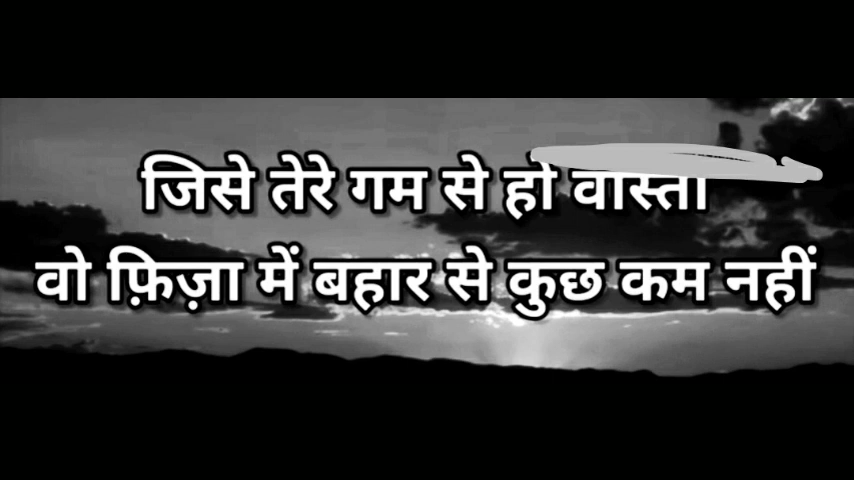 जिसे तेरे गम से हो वास्ता
वो फ़िज़ा में बहार से कुछ कम नहीं